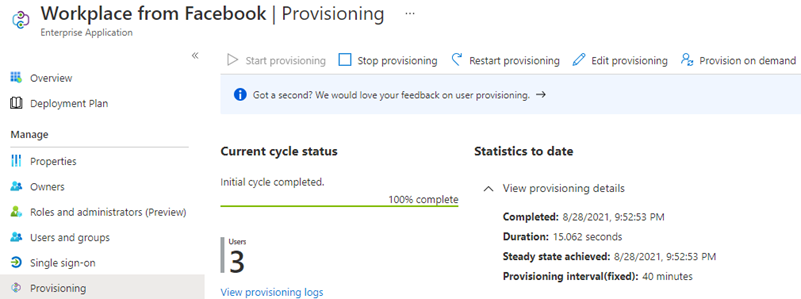 Workplace from Facebook | Provisioning ...
Enterprise Application
«
Overview
Deployment Plan
Manage
Properties
Owners
Roles and administrators (Preview)
Users and groups
Single sign-on
Provisioning
Start provisioning Stop provisioning Restart provisioning Edit provisioning Provision on demand
Got a second? We would love your feedback on user provisioning. →
Current cycle status
Initial cycle completed.
100% complete
Users
3
View provisioning logs
Statistics to date
View provisioning details
Completed: 8/28/2021, 9:52:53 PM
Duration: 15.062 seconds
Steady state achieved: 8/28/2021, 9:52:53 PM
Provisioning interval(fixed): 40 minutes